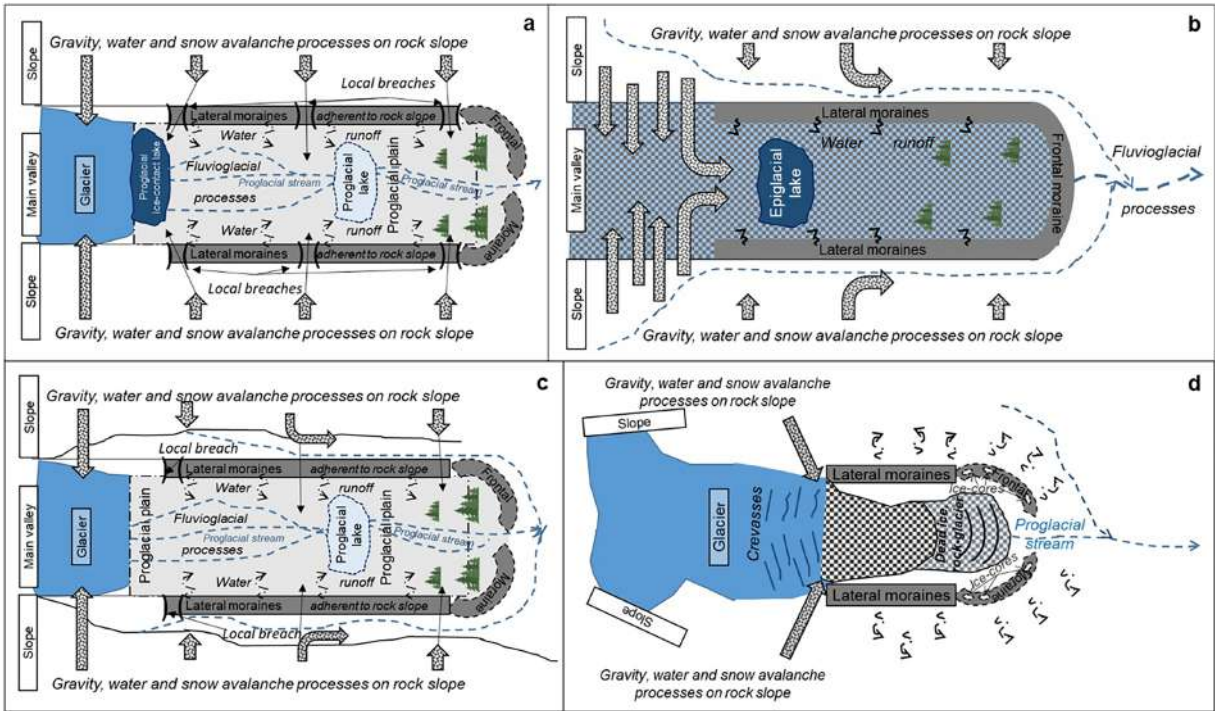 a
Gravity, water and snow avalanche processes on rock slope
Slope
Local breaches
Lateral moraines
adherent to rock slope
Frontal
Water
runoff
Main valley
Glacier
Proglacial
Ice-contact lake
Fluvioglacial
Proglacial stream
processes
Proglacial
lake
Proglacial plain
Proglacial stream
Water
runoff
Lateral moraines
adherent to rock slope
Moraine
Slope
Local breaches
Gravity, water and snow avalanche processes on rock slope
b
Gravity, water and snow avalanche processes on rock slope
Slope
Lateral moraines
Water
runoff
Main valley
Epiglacial
lake
Frontal moraine
Fluvioglacial
processes
Lateral moraines
Slope
Gravity, water and snow avalanche processes on rock slope
c
Gravity, water and snow avalanche processes on rock slope
Slope
Local breach
Lateral moraines
adherent to rock slope
Frontal
Water
runoff
Main valley
Glacier
Proglacial plain
Fluvioglacial
Proglacial stream
processes
Proglacial
lake
Proglacial plain
Proglacial stream
Water
runoff
Lateral moraines
adherent to rock slope
Moraine
Slope
Local breach
Gravity, water and snow avalanche processes on rock slope
d
Gravity, water and snow avalanche
processes on rock slope
Slope
Lateral moraines
Ice-cores
Frontal
Glacier
Crevasses
Dead ice,
rock glacier
Proglacial
stream
Ice-cores
Moraine
Lateral moraines
Slope
Gravity, water and snow avalanche
processes on rock slope